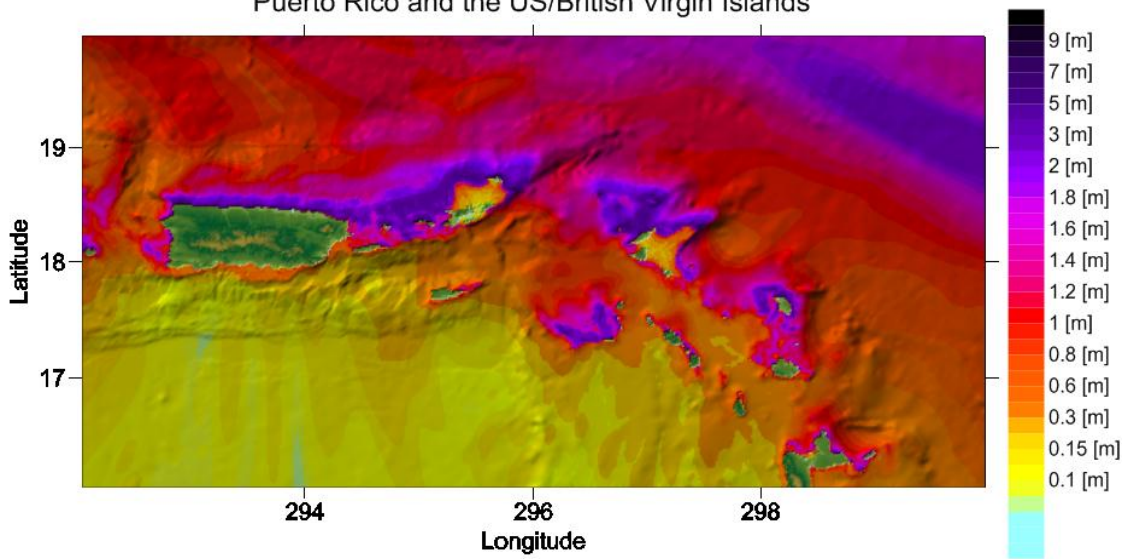 Puerto Rico and the US/British Virgin Islands
9 [m]
7 [m]
5 [m]
3 [m]
2 [m]
1.8 [m]
1.6 [m]
1.4 [m]
1.2 [m]
1 [m]
0.8 [m]
0.6 [m]
0.3 [m]
0.15 [m]
0.1 [m]
19
18
17
Latitude
294
296
298
Longitude